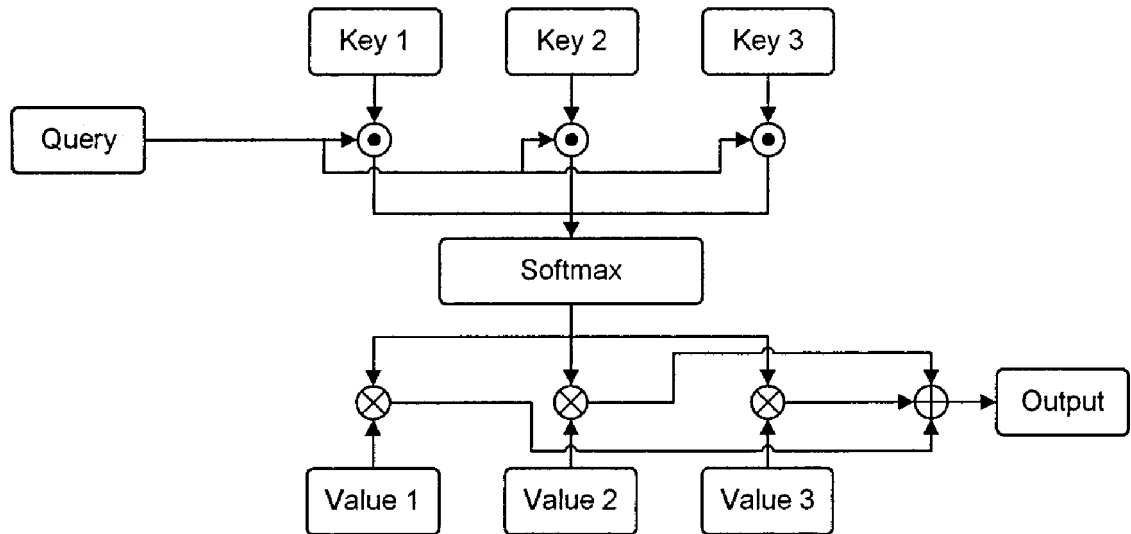 Key 1
Key 2
Key 3
Query
Softmax
Output
Value 1
Value 2
Value 3